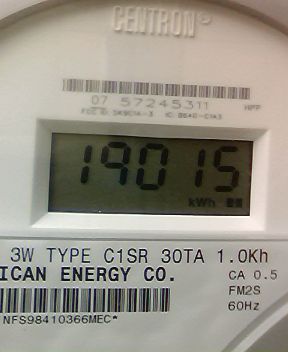 CENTRON
07 57245311
19015
kWh
3W TYPE C1SR 30TA 1.0Kh
ICAN ENERGY CO.
CA 0.5
FM2S
60Hz
NFS98410366MEC*